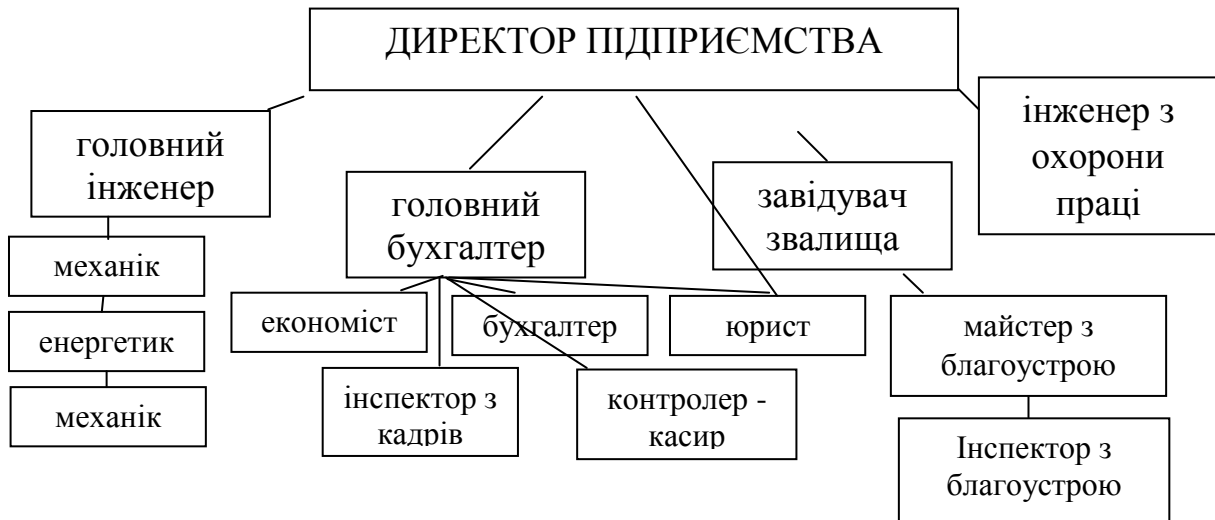 ДИРЕКТОР ПІДПРИЄМСТВА
головний
інженер
головний
бухгалтер
завідувач
звалища
інженер з
охорони
праці
механік
енергетик
механік
економіст
бухгалтер
юрист
інспектор з
кадрів
контролер -
касир
майстер з
благоустрою
Інспектор з
благоустрою